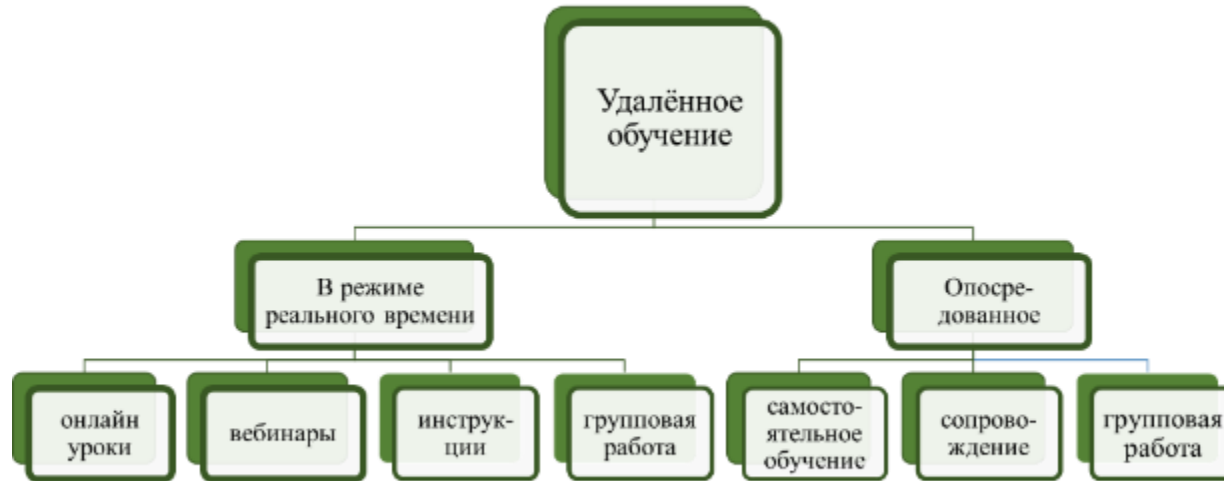 Удалённое
обучение
В режиме
реального времени
Опосре-
дованное
онлайн
уроки
вебинары
инструк-
ции
групповая
работа
самосто-
ятельное
обучение
сопрово-
ждение
групповая
работа